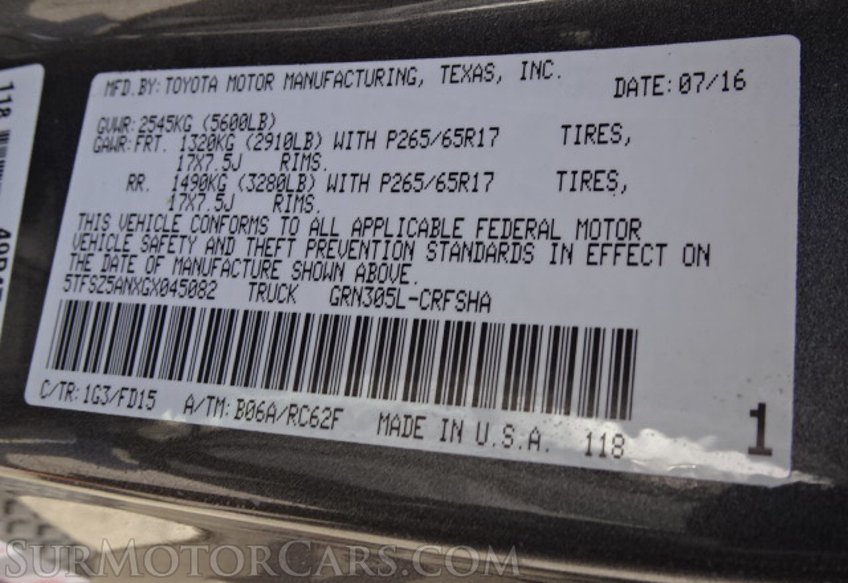 MFD.BY: TOYOTA MOTOR MANUFACTURING, TEXAS, INC. DATE: 07/16
GVWR: 2545KG (5600LB)
GAWR: FRT. 1320KG (2910LB) WITH P265/65R17 TIRES,
17X7.5J RIMS.
RR. 1490KG (3280LB) WITH P265/65R17 TIRES,
17X7.5J RIMS.
THIS VEHICLE CONFORMS TO ALL APPLICABLE FEDERAL MOTOR
VEHICLE SAFETY AND THEFT PREVENTION STANDARDS IN EFFECT ON
THE DATE OF MANUFACTURE SHOWN ABOVE.
5TFSZ5ANXGX045082 TRUCK GRN305L-CRFSHA
C/TR: 1G3/FD15 A/TM: B06A/RC62F MADE IN U.S.A. 118
1
118
SURMOTORCARS.COM